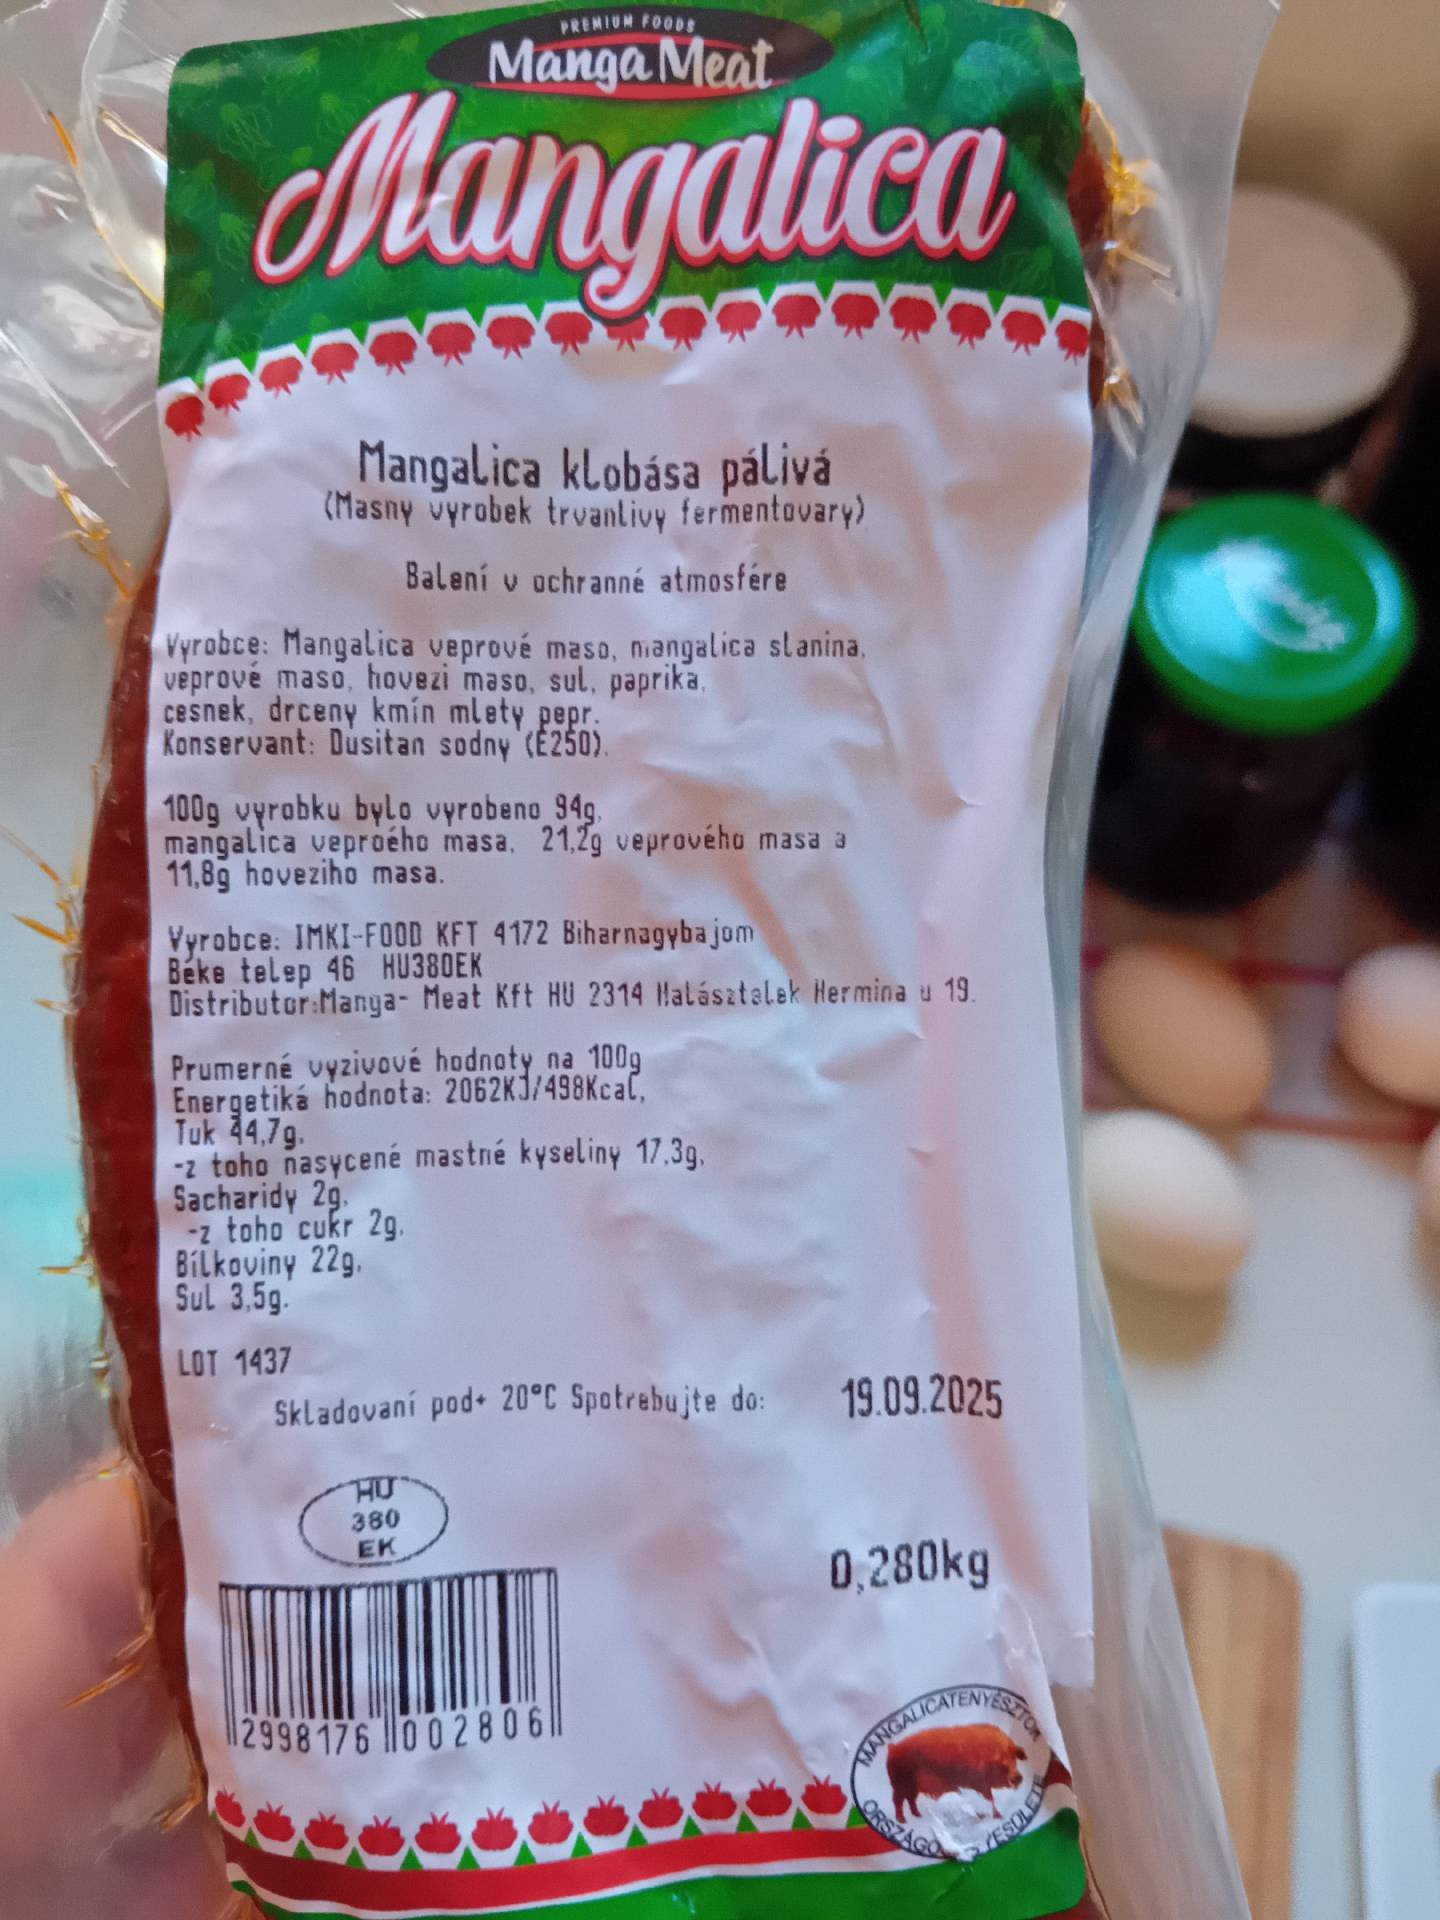 PREMIUM FOODS
Manga Meat
Mangalica
Mangalica klobása pálivá
(Masny vyrobek trvanlivy fermentovary)
Balení v ochranné atmosfére
Vyrobce: Mangalica veprové maso, mangalica slanina,
veprové maso, hovezi maso, sul, paprika,
cesnek, drceny kmín mlety pepr.
Konservant: Dusitan sodny (E250).
100g vyrobku bylo vyrobeno 94g,
mangalica veproého masa, 21,2g veprového masa a
11,8g hoveziho masa.
Vyrobce: IMKI-FOOD KFT 4172 Biharnagybajom
Béke telep 46 HU380EK
Distributor:Manga- Meat Kft HU 2314 Halásztelek Hermina u 19.
Prumerné vyzivové hodnoty na 100g
Energetiká hodnota: 2062KJ/498Kcal,
Tuk 44,7g,
-z toho nasycené mastné kyseliny 17,3g,
Sacharidy 2g,
-z toho cukr 2g,
Bílkoviny 22g,
Sul 3,5g.
LOT 1437
Skladovaní pod+ 20°C Spotrebujte do: 19.09.2025
HU
380
EK
0,280kg
2998176 002806
MANGALICATENYÉSZTŐK